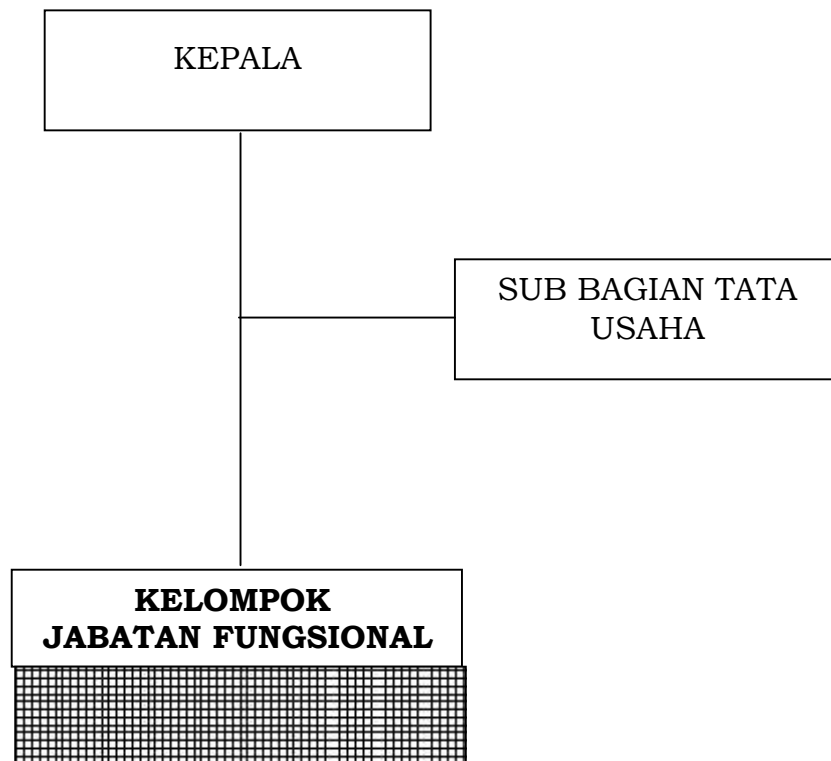 KEPALA
SUB BAGIAN TATA
USAHA
KELOMPOK
JABATAN FUNGSIONAL